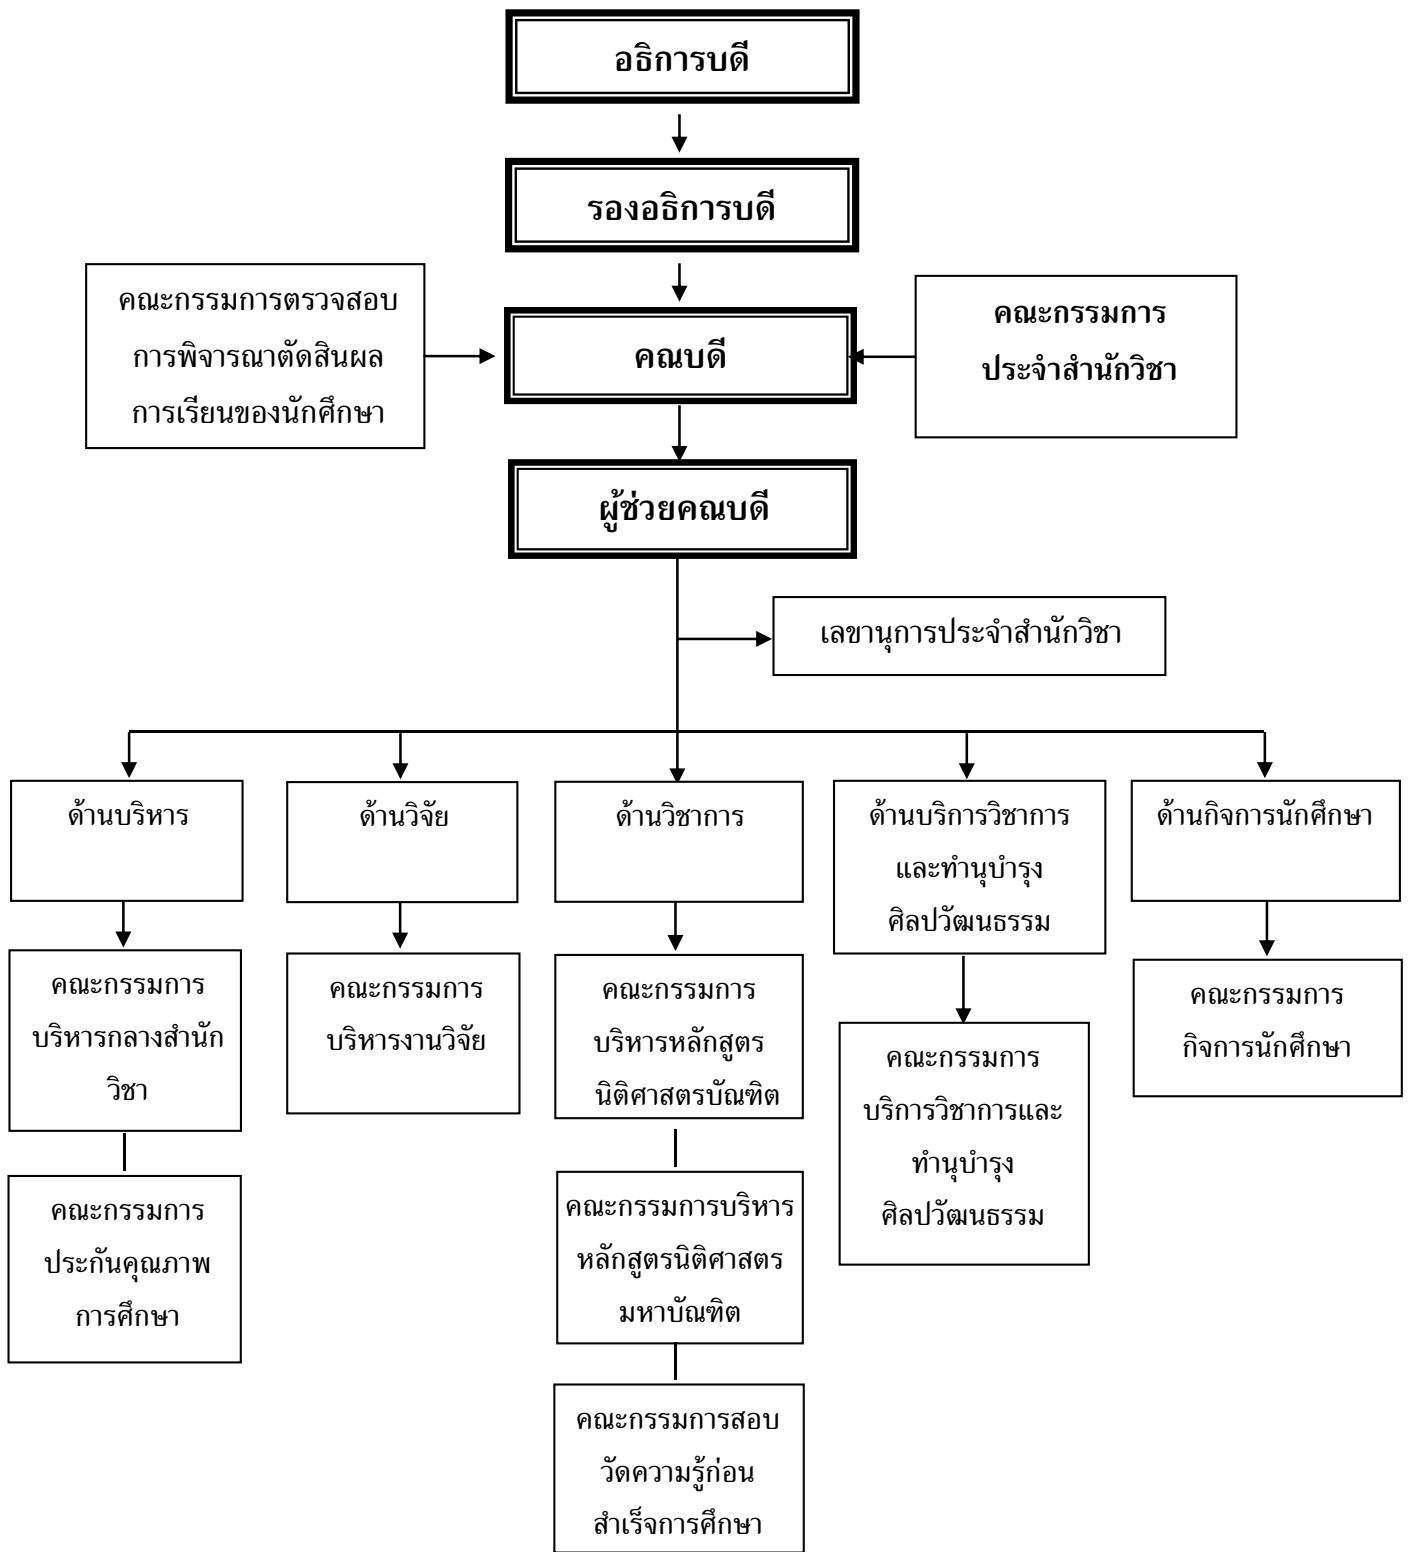 อธิการบดี
รองอธิการบดี
คณะกรรมการตรวจสอบ
การพิจารณาตัดสินผล
การเรียนของนักศึกษา
คณบดี
คณะกรรมการ
ประจำสำนักวิชา
ผู้ช่วยคณบดี
เลขานุการประจำสำนักวิชา
ด้านบริหาร
ด้านวิจัย
ด้านวิชาการ
ด้านบริการวิชาการ
และทำนุบำรุง
ศิลปวัฒนธรรม
ด้านกิจการนักศึกษา
คณะกรรมการ
บริหารกลางสำนัก
วิชา
คณะกรรมการ
บริหารงานวิจัย
คณะกรรมการ
บริหารหลักสูตร
นิติศาสตรบัณฑิต
คณะกรรมการ
บริการวิชาการและ
ทำนุบำรุง
ศิลปวัฒนธรรม
คณะกรรมการ
กิจการนักศึกษา
คณะกรรมการ
ประกันคุณภาพ
การศึกษา
คณะกรรมการบริหาร
หลักสูตรนิติศาสตร
มหาบัณฑิต
คณะกรรมการสอบ
วัดความรู้ก่อน
สำเร็จการศึกษา